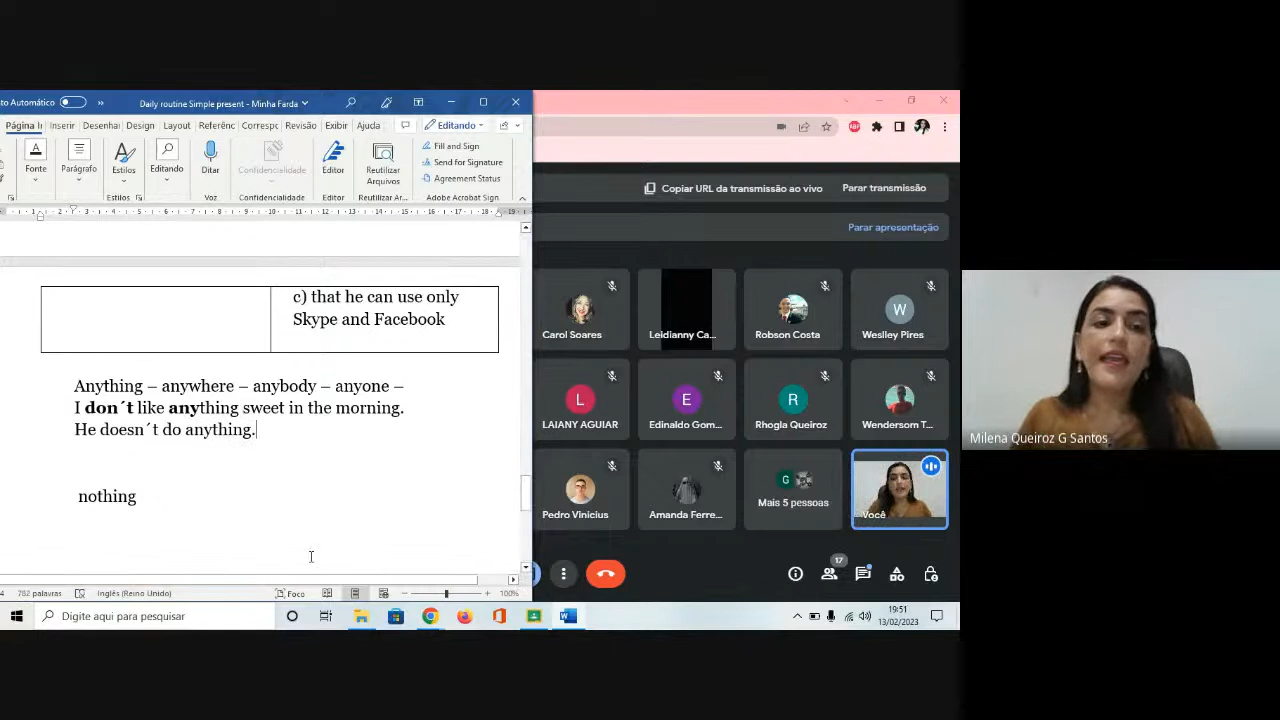 sto Automático
Daily routine Simple present - Minha Farda
Página I
Inserir
Desenhar
Design
Layout
Referênc
Corresp
Revisão
Exibir
Ajuda
Editando
Fonte
Parágrafo
Estilos
Editando
Ditar
Confidencialidade
Editor
Reutilizar
Arquivos
Fill and Sign
Send for Signature
Agreement Status
Estilos
Voz
Confidencialidade
Editor
Reutilizar Ar...
Adobe Acrobat Sign
c) that he can use only
Skype and Facebook
Anything – anywhere – anybody – anyone –
I don´t like anything sweet in the morning.
He doesn´t do anything.
nothing
782 palavras
Inglês (Reino Unido)
Foco
100%
Digite aqui para pesquisar
ABP
Copiar URL da transmissão ao vivo
Parar transmissão
Parar apresentação
Carol Soares
Leidianny Ca...
Robson Costa
W
Weslley Pires
L
LAIANY AGUIAR
E
Edinaldo Gom...
R
Rhogla Queiroz
Wendersom T...
Pedro Vinicius
Amanda Ferre...
G
Mais 5 pessoas
Você
17
19:51
13/02/2023
Milena Queiroz G Santos